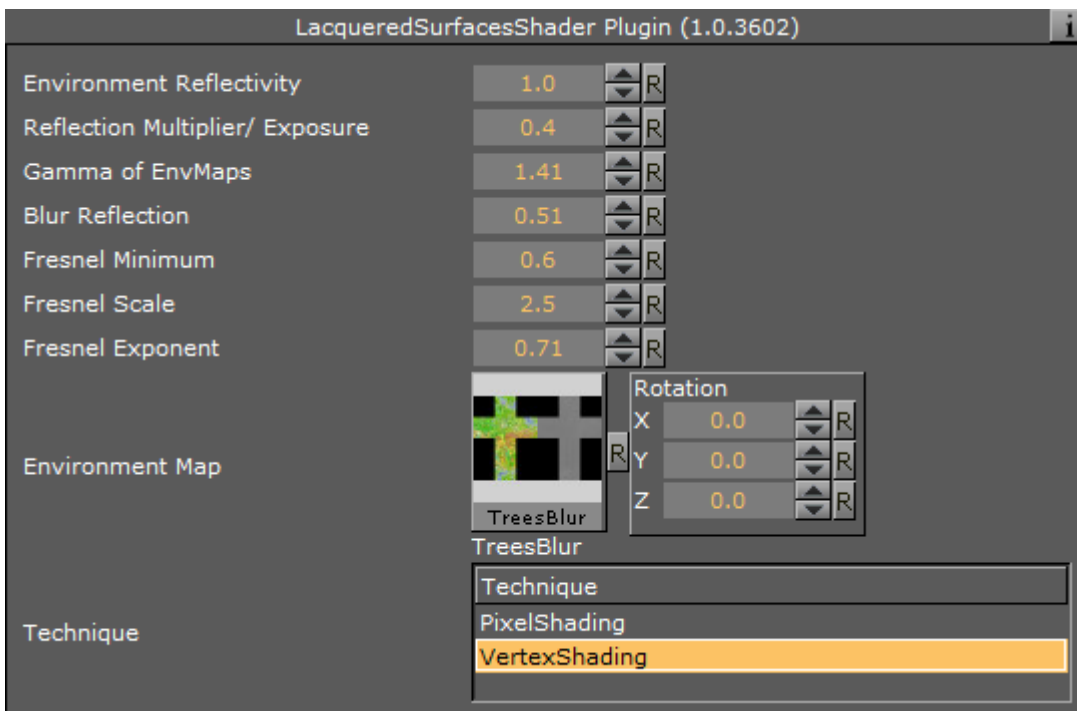 LacqueredSurfacesShader Plugin (1.0.3602) i
Environment Reflectivity 1.0 R
Reflection Multiplier/ Exposure 0.4 R
Gamma of EnvMaps 1.41 R
Blur Reflection 0.51 R
Fresnel Minimum 0.6 R
Fresnel Scale 2.5 R
Fresnel Exponent 0.71 R
Rotation
X 0.0 R
Environment Map R Y 0.0 R
Z 0.0 R
TreesBlur
TreesBlur
Technique
Technique
PixelShading
VertexShading